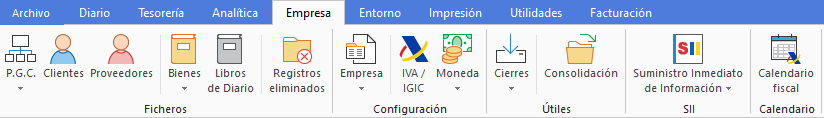 Archivo Diario Tesorería Analítica Empresa Entorno Impresión Utilidades Facturación
P.G.C. Clientes Proveedores Bienes Libros de Diario Registros eliminados Empresa IVA / IGIC Moneda Cierres Consolidación SII Suministro Inmediato de Información Calendario fiscal
Ficheros Configuración Útiles SII Calendario